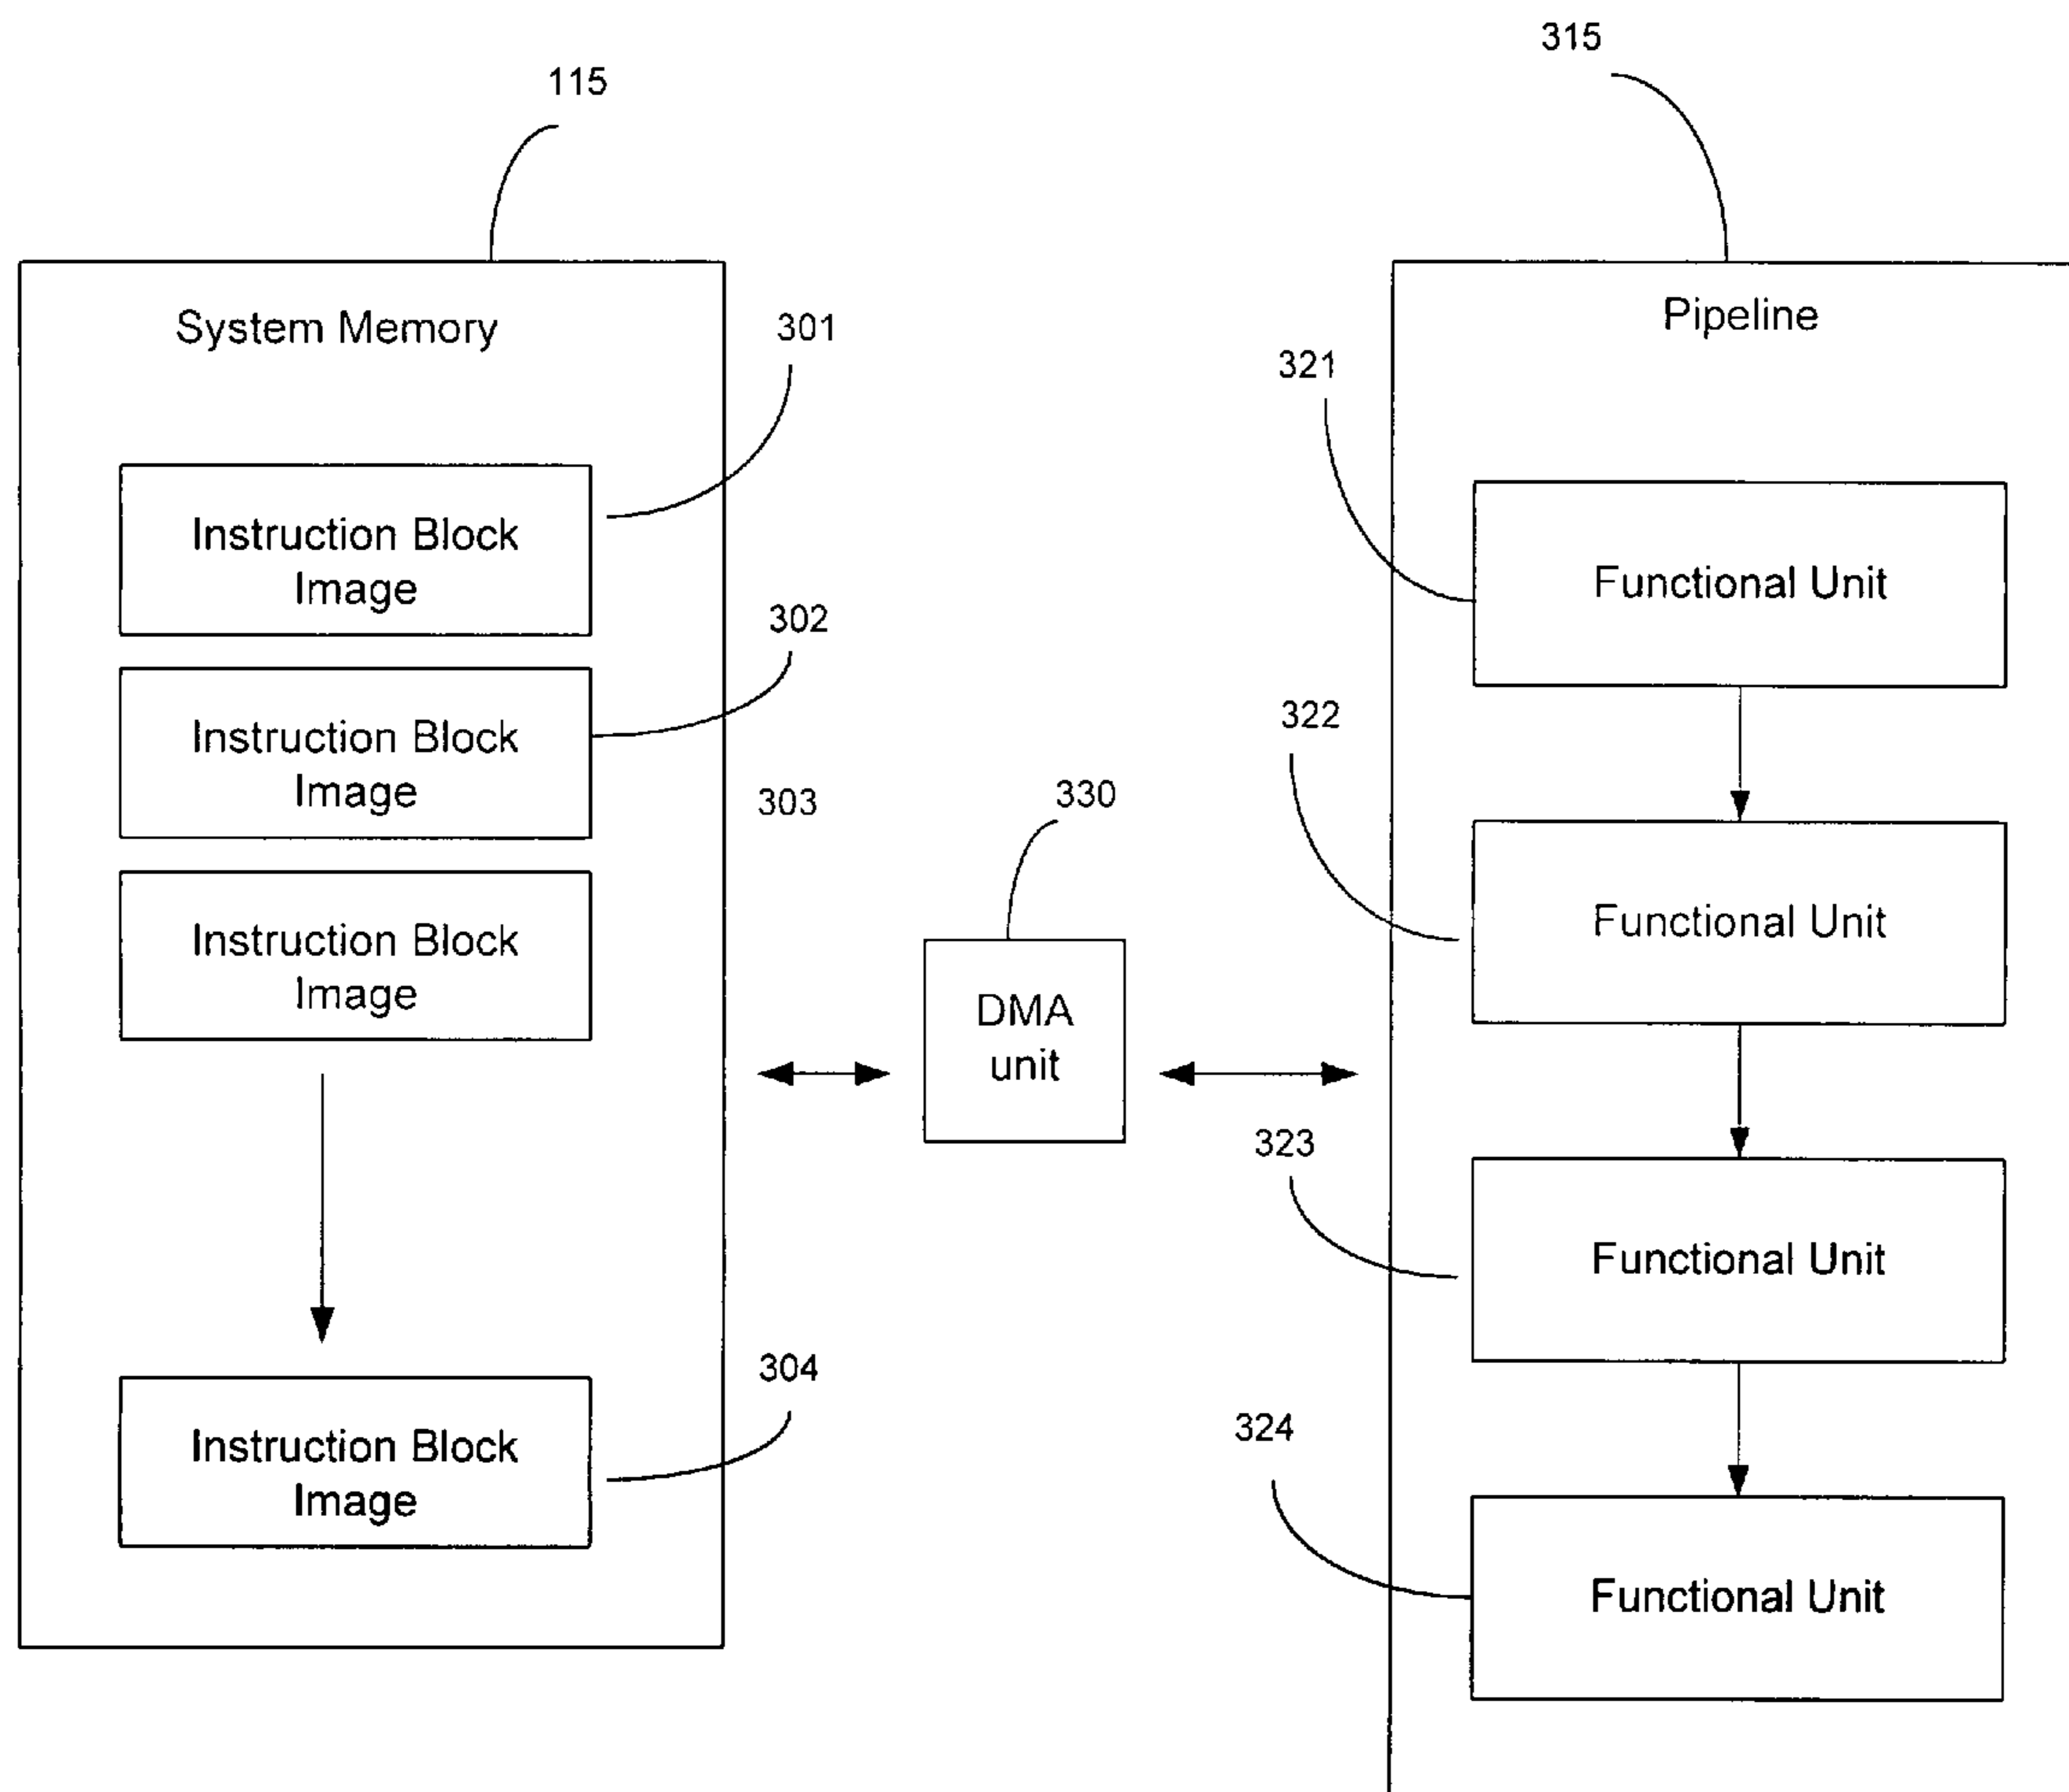 115
System Memory
301
Instruction Block
Image
302
Instruction Block
Image
303
Instruction Block
Image
304
Instruction Block
Image
330
DMA
unit
315
Pipeline
321
Functional Unit
322
Functional Unit
323
Functional Unit
324
Functional Unit